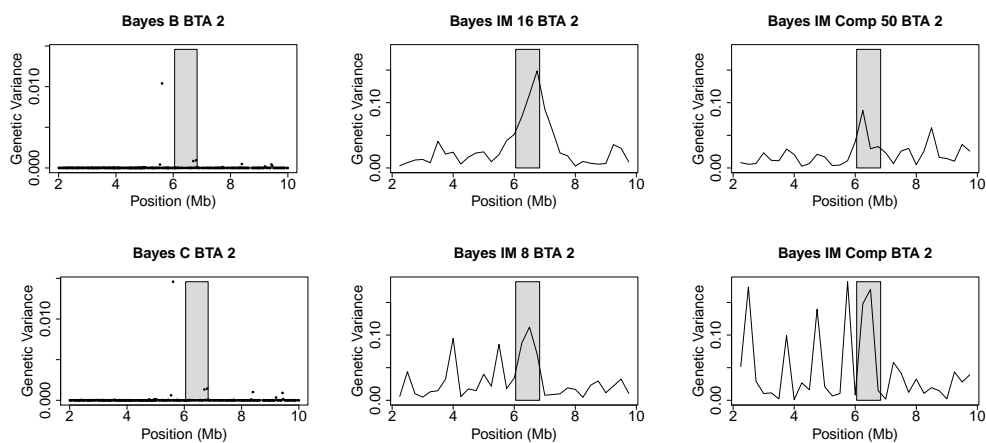 Bayes B BTA 2
Genetic Variance
0.000 0.010
2 4 6 8 10
Position (Mb)
Bayes IM 16 BTA 2
Genetic Variance
0.00 0.10
2 4 6 8 10
Position (Mb)
Bayes IM Comp 50 BTA 2
Genetic Variance
0.00 0.10
2 4 6 8 10
Position (Mb)
Bayes C BTA 2
Genetic Variance
0.000 0.010
2 4 6 8 10
Position (Mb)
Bayes IM 8 BTA 2
Genetic Variance
0.00 0.10
2 4 6 8 10
Position (Mb)
Bayes IM Comp BTA 2
Genetic Variance
0.00 0.10
2 4 6 8 10
Position (Mb)